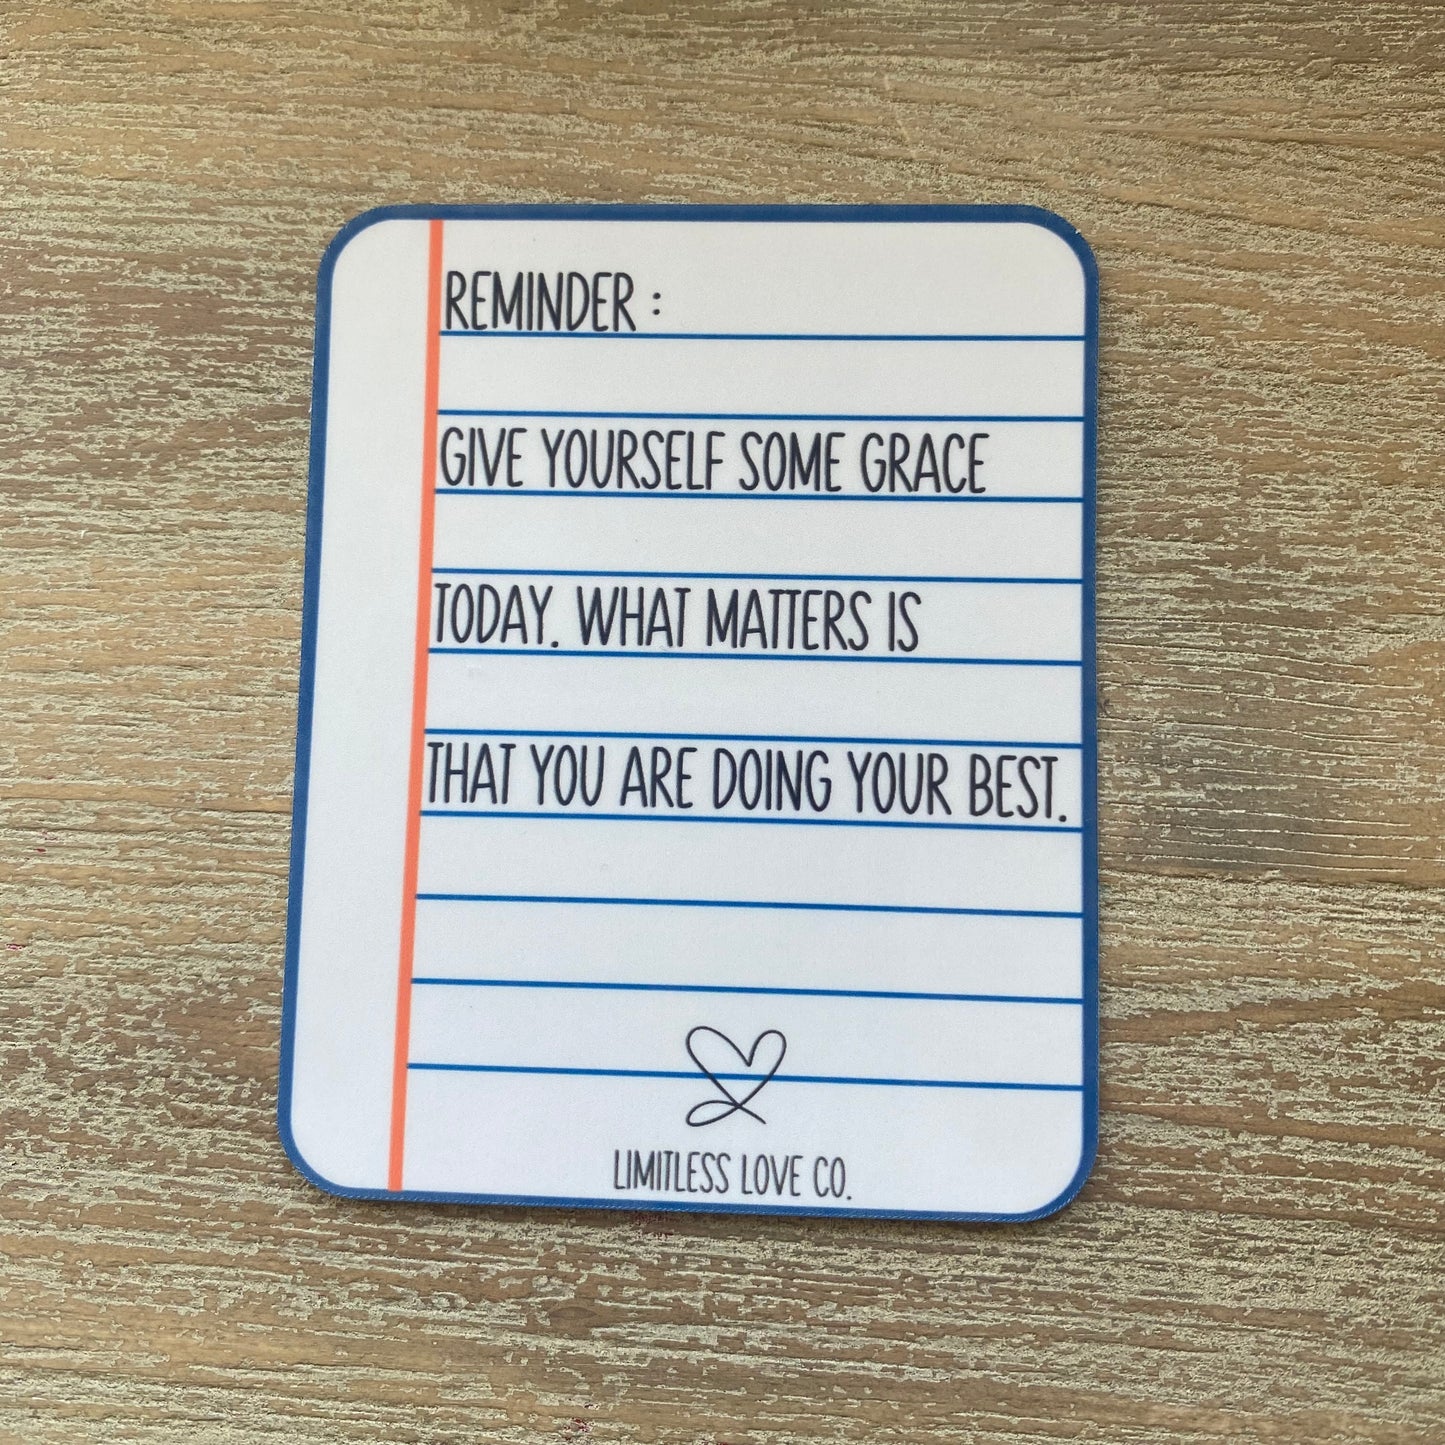 REMINDER :
GIVE YOURSELF SOME GRACE
TODAY. WHAT MATTERS IS
THAT YOU ARE DOING YOUR BEST.
LIMITLESS LOVE CO.